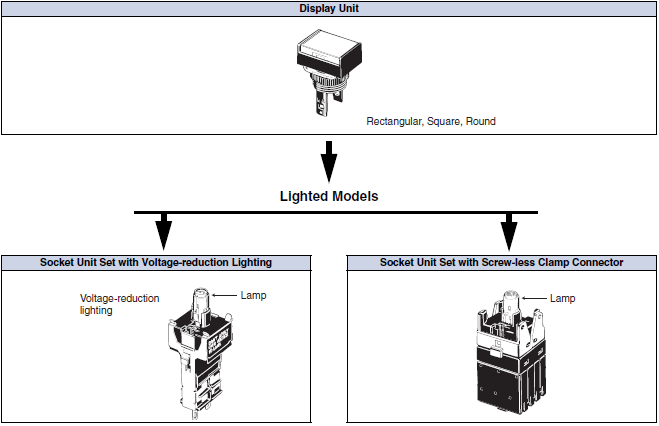 Display Unit
Rectangular, Square, Round
Lighted Models
Socket Unit Set with Voltage-reduction Lighting
Voltage-reduction
lighting
Lamp
Socket Unit Set with Screw-less Clamp Connector
Lamp